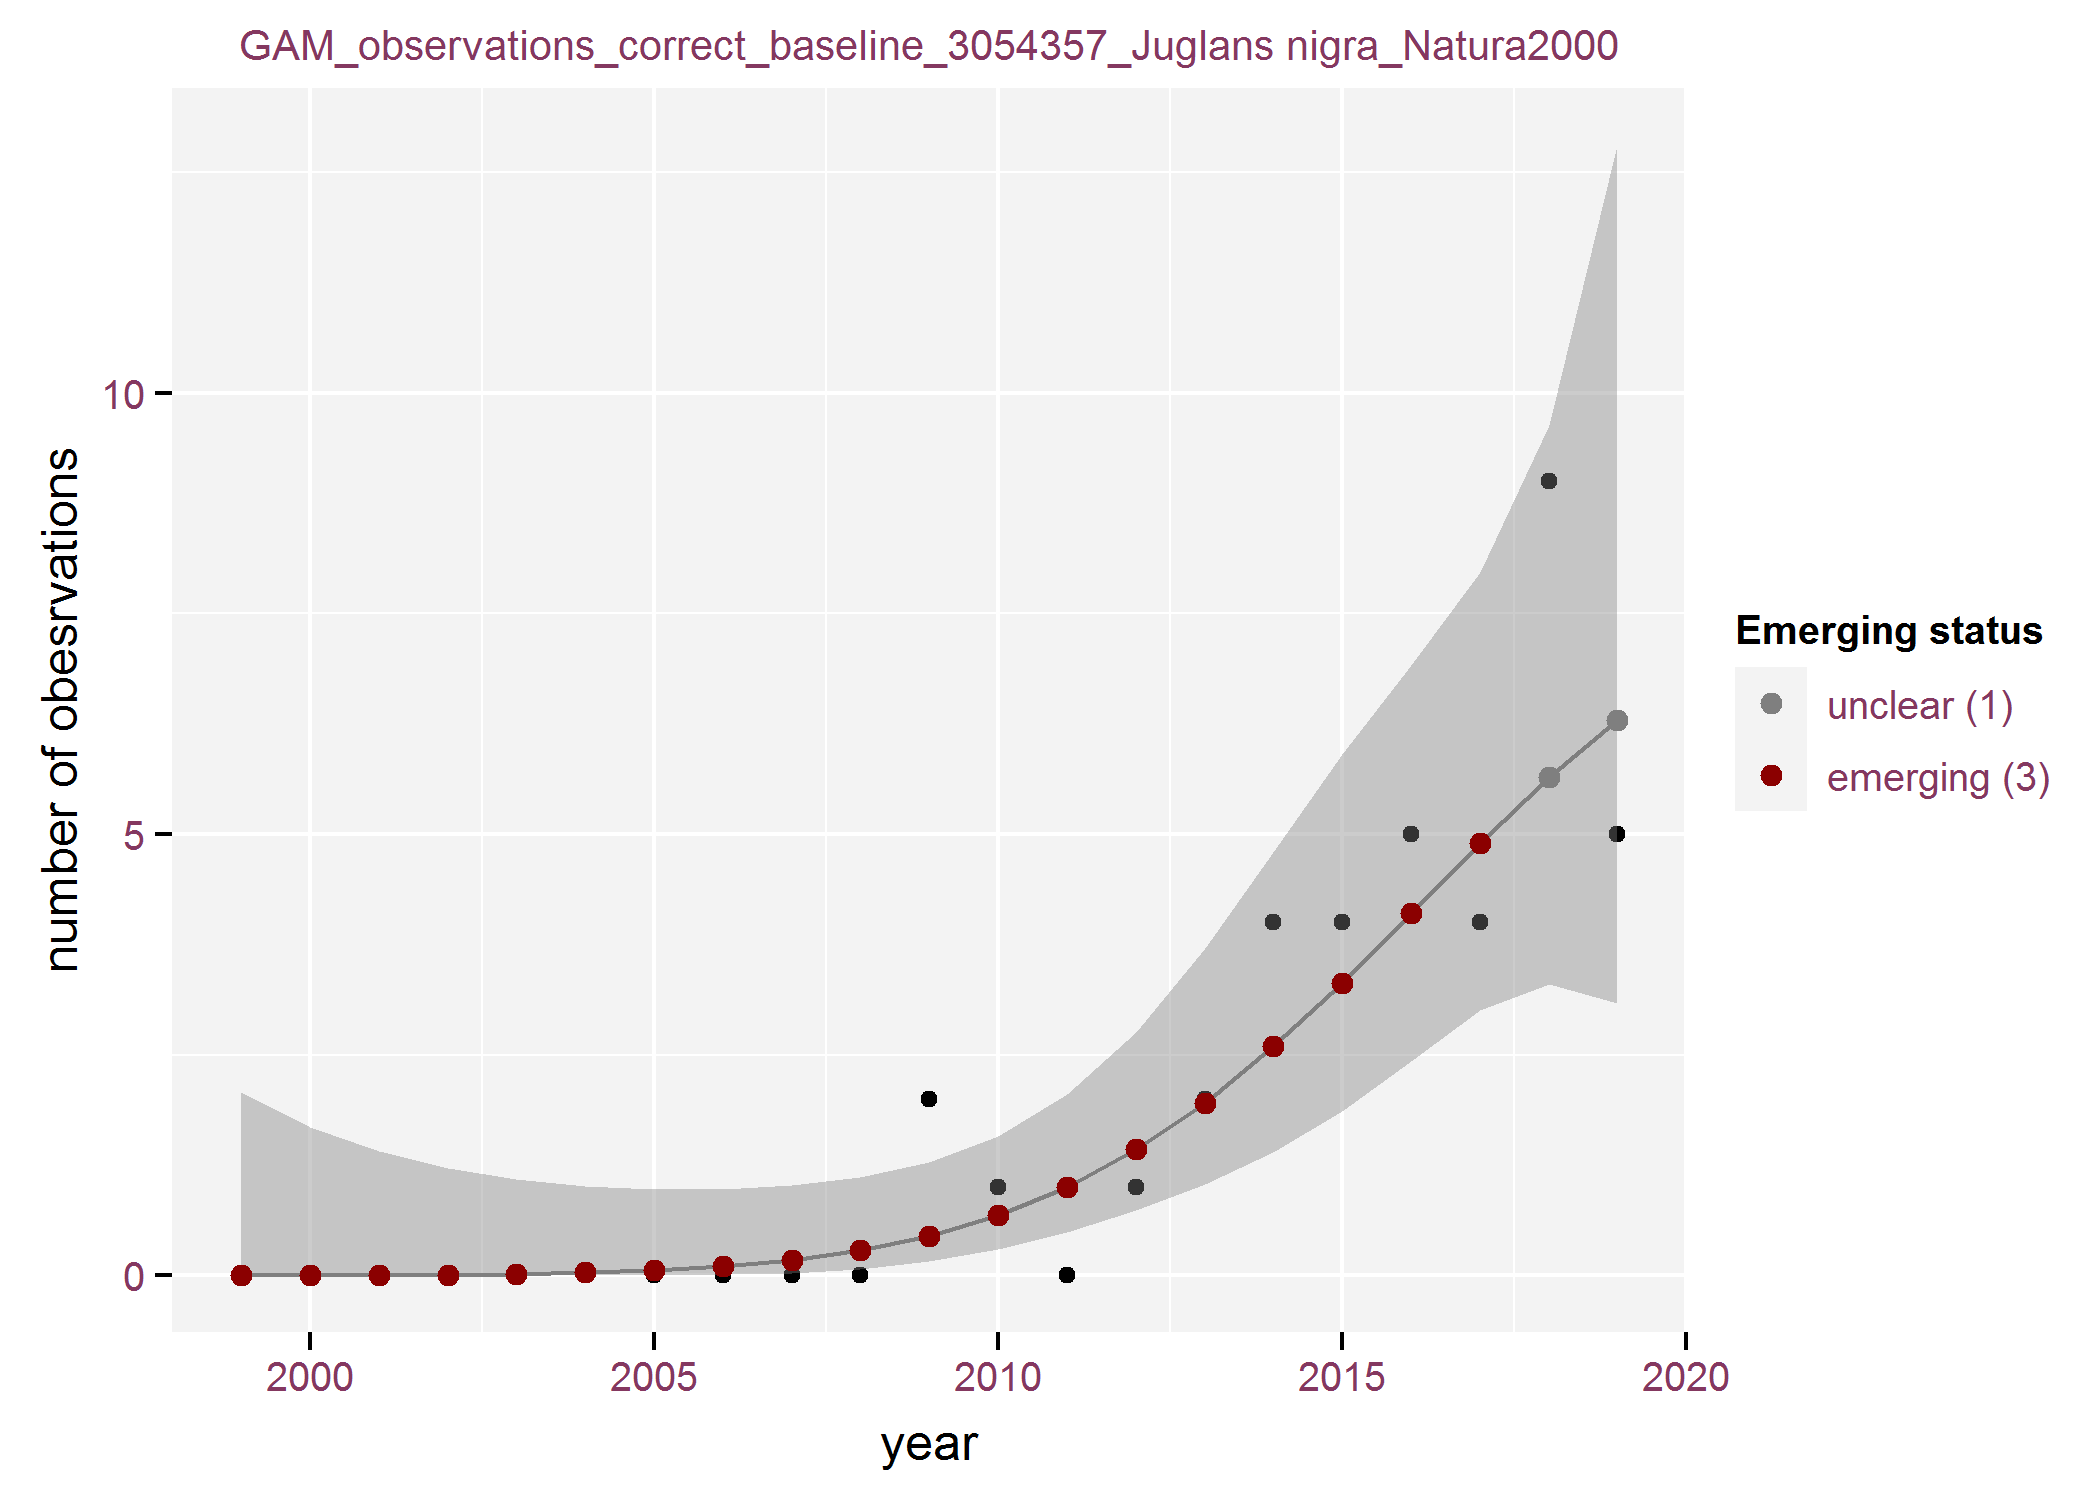 GAM_observations_correct_baseline_3054357_Juglans nigra_Natura2000
number of obesrvations
10
5
0
2000
2005
2010
2015
2020
year
Emerging status
unclear (1)
emerging (3)